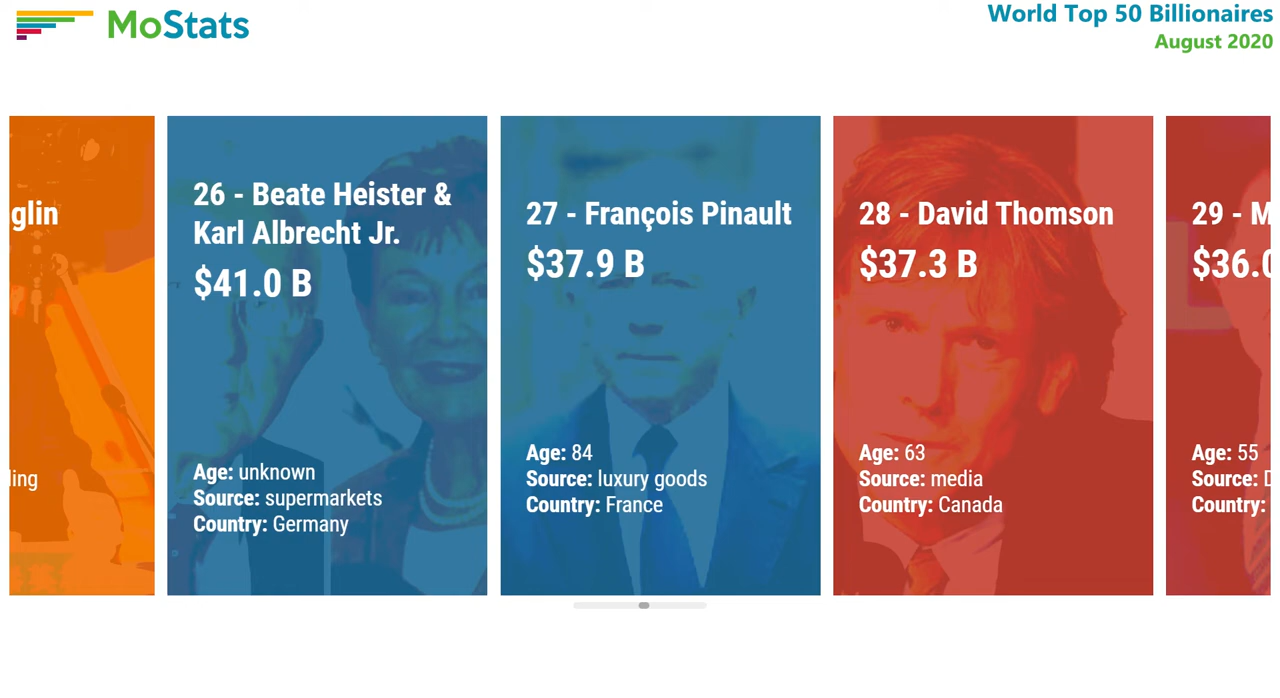 MoStats
World Top 50 Billionaires
August 2020
glin
ling
26 - Beate Heister &
Karl Albrecht Jr.
$41.0 B
Age: unknown
Source: supermarkets
Country: Germany
27 - François Pinault
$37.9 B
Age: 84
Source: luxury goods
Country: France
28 - David Thomson
$37.3 B
Age: 63
Source: media
Country: Canada
29 - M
$36.0
Age: 55
Source: D
Country: